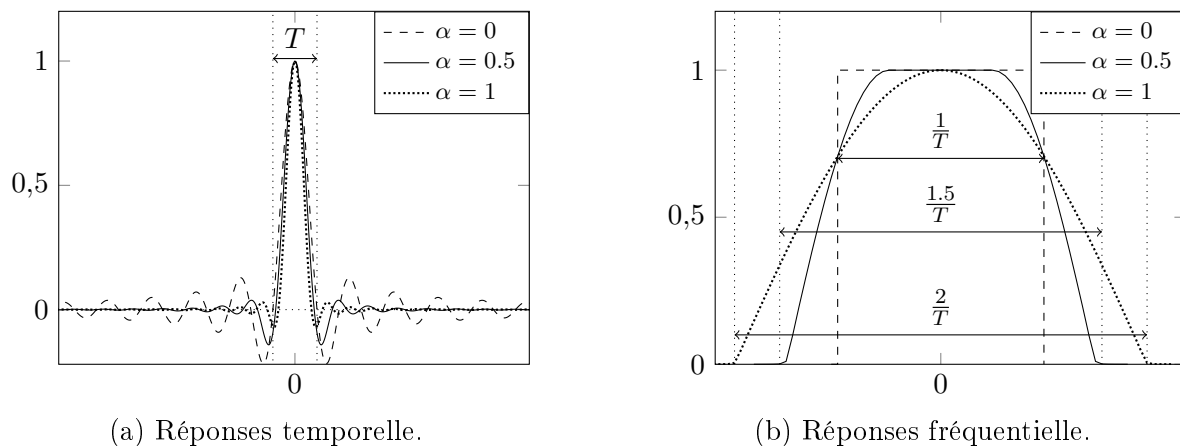 T
α = 0
α = 0.5
α = 1
1
0,5
0
0
(a) Réponses temporelle.
α = 0
α = 0.5
α = 1
1
0,5
0
1/T
1.5/T
2/T
0
(b) Réponses fréquentielle.